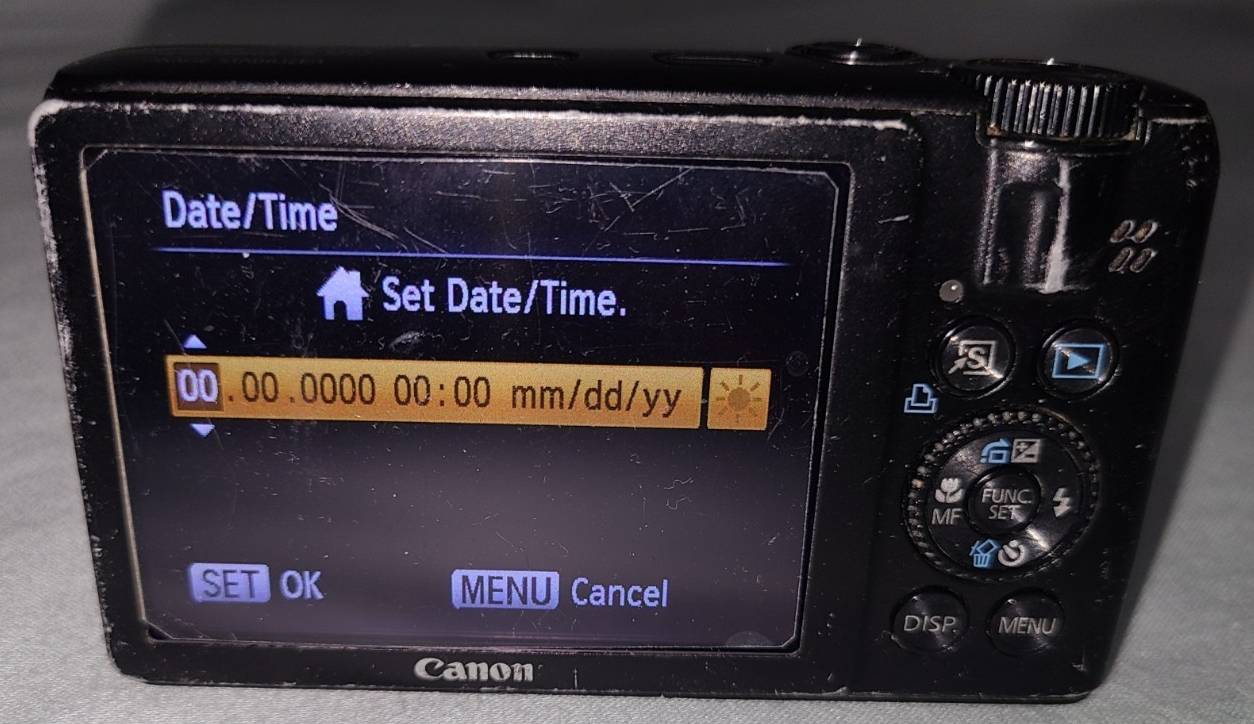 Date/Time
Set Date/Time.
00.00.0000 00:00 mm/dd/yy
SET OK MENU Cancel
Canon
S
MF
FUNC.
SET
DISP.
MENU